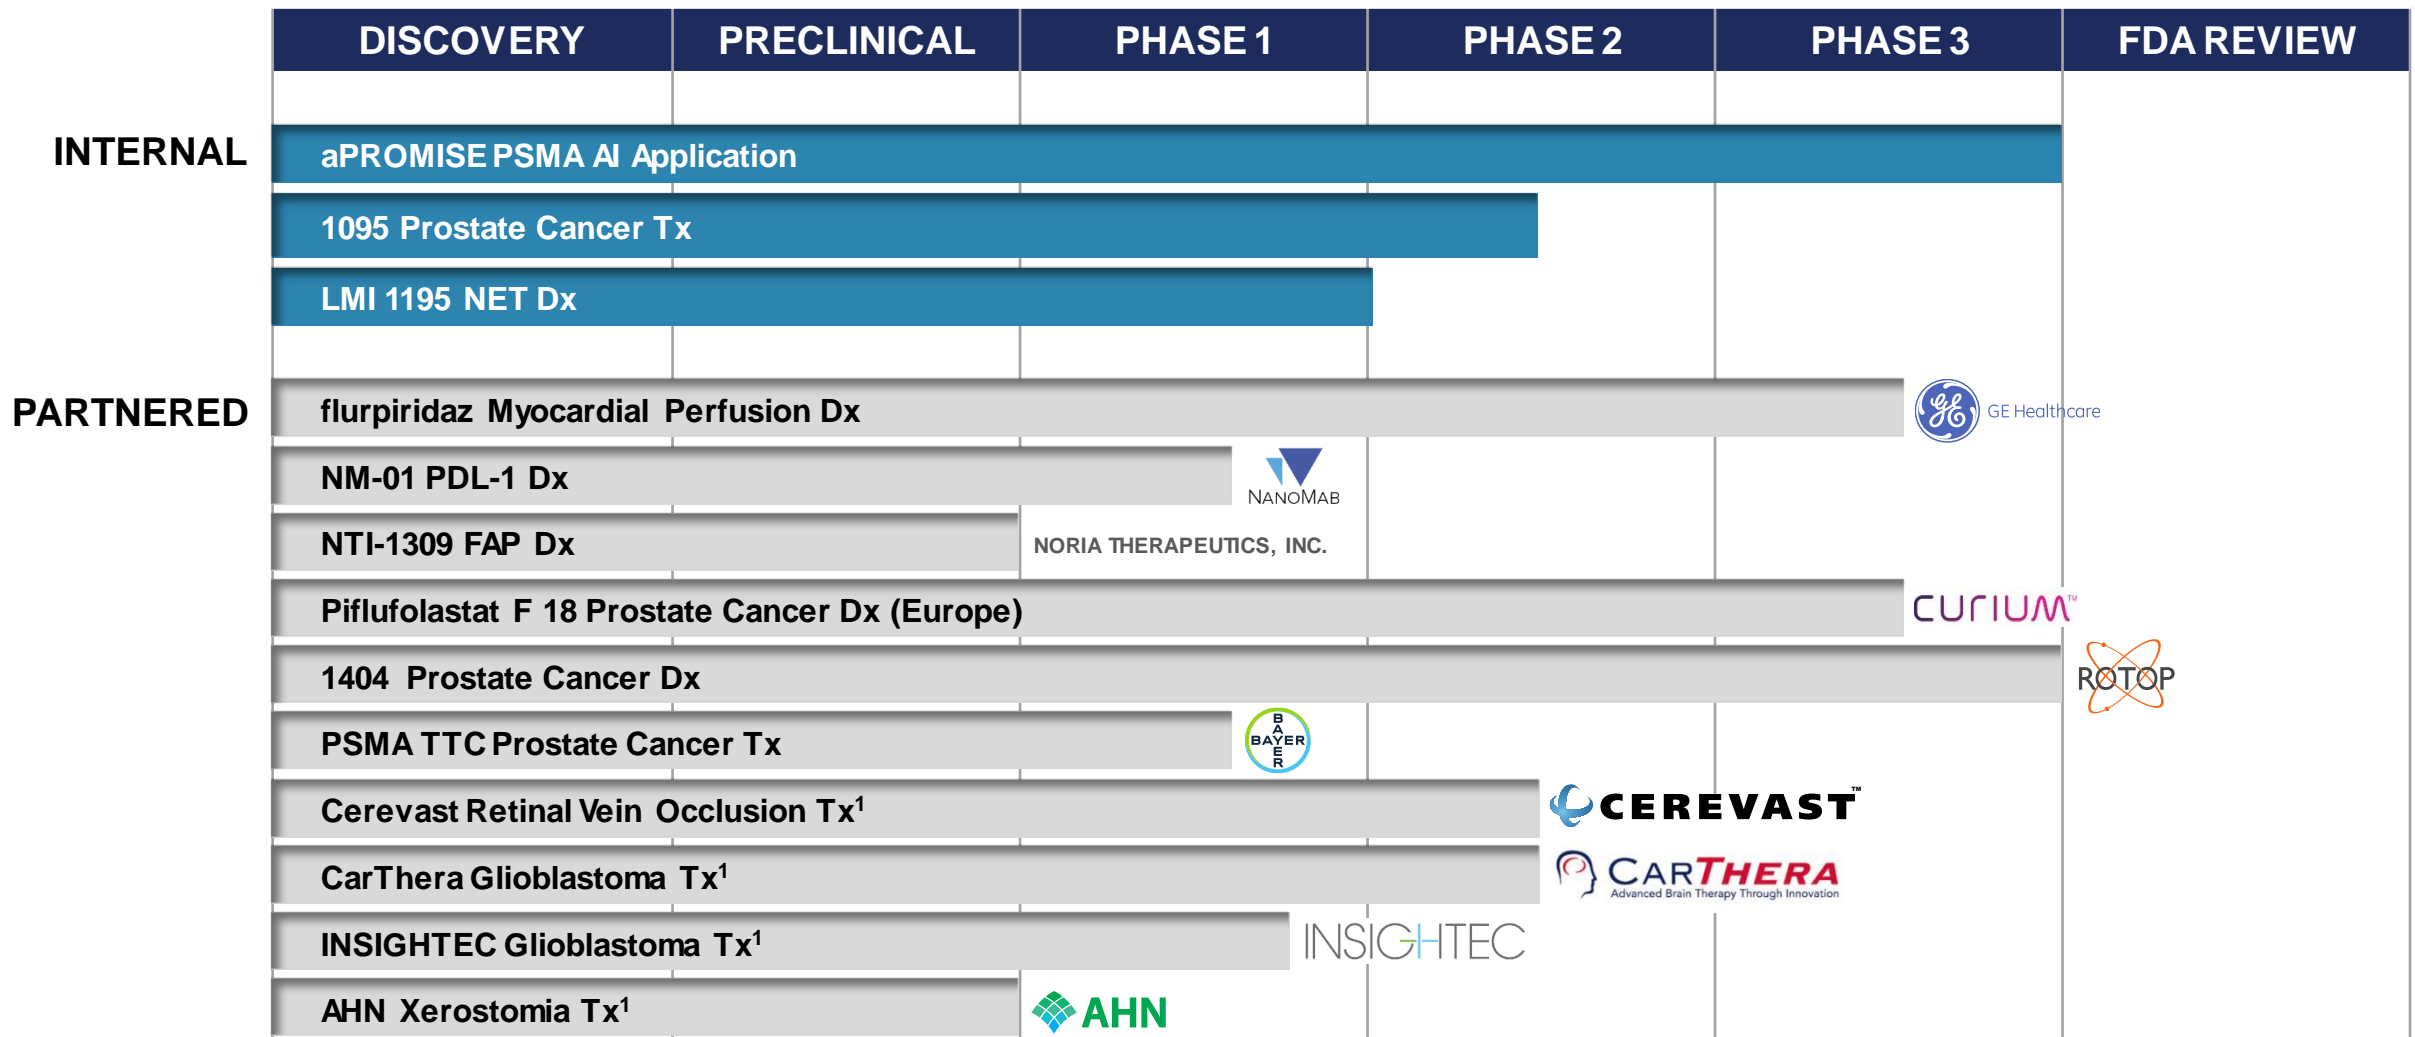 DISCOVERY PRECLINICAL PHASE 1 PHASE 2 PHASE 3 FDA REVIEW
INTERNAL
aPROMISE PSMA AI Application
1095 Prostate Cancer Tx
LMI 1195 NET Dx
PARTNERED
flurpiridaz Myocardial Perfusion Dx
GE GE Healthcare
NM-01 PDL-1 Dx
NANOMAB
NTI-1309 FAP Dx
NORIA THERAPEUTICS, INC.
Piflufolastat F 18 Prostate Cancer Dx (Europe)
CURIUM™
1404 Prostate Cancer Dx
ROTOP
PSMA TTC Prostate Cancer Tx
BAYER BAYER
Cerevast Retinal Vein Occlusion Tx¹
CEREVAST™
CarThera Glioblastoma Tx¹
CARTHERA
Advanced Brain Therapy Through Innovation
INSIGHTEC Glioblastoma Tx¹
INSIGHTEC
AHN Xerostomia Tx¹
AHN